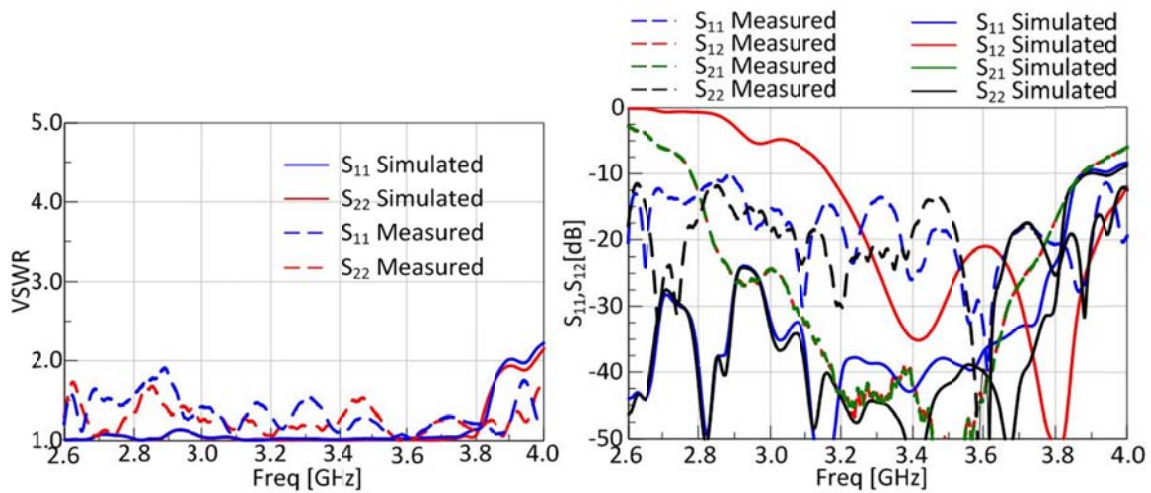 5.0
4.0
3.0
2.0
1.0
VSWR
S11 Simulated
S22 Simulated
S11 Measured
S22 Measured
2.6 2.8 3.0 3.2 3.4 3.6 3.8 4.0
Freq [GHz]
S11 Measured
S12 Measured
S21 Measured
S22 Measured
S11 Simulated
S12 Simulated
S21 Simulated
S22 Simulated
0
-10
-20
-30
-40
-50
S11,S12[dB]
2.6 2.8 3.0 3.2 3.4 3.6 3.8 4.0
Freq [GHz]